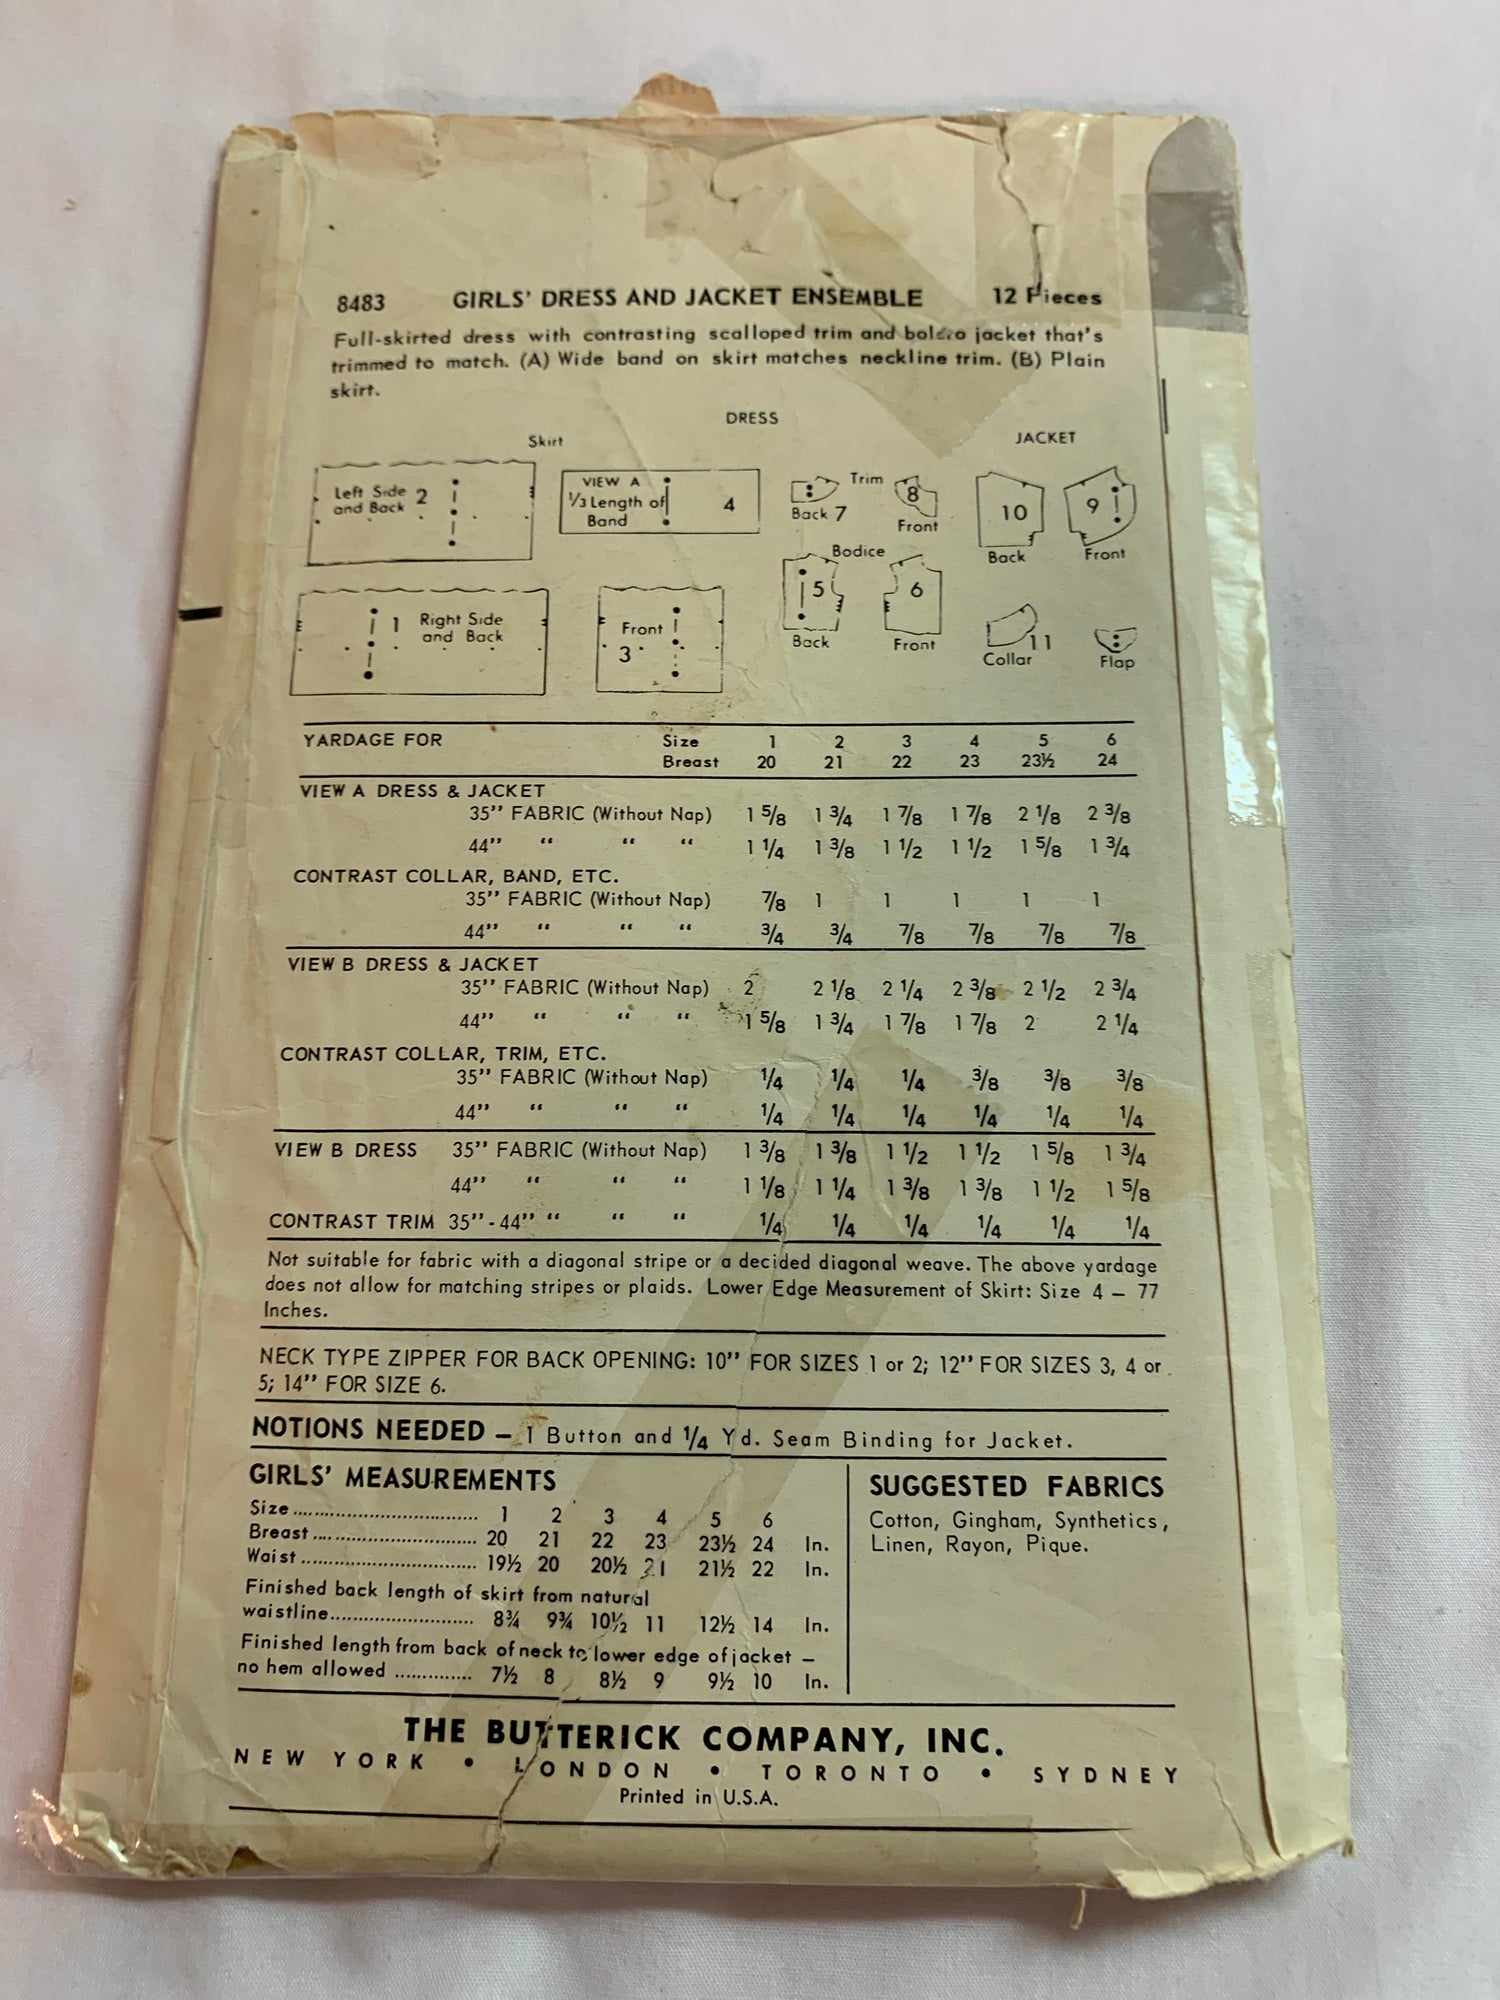 8483 GIRLS' DRESS AND JACKET ENSEMBLE 12 Pieces
Full-skirted dress with contrasting scalloped trim and bolero jacket that's
trimmed to match. (A) Wide band on skirt matches neckline trim. (B) Plain
skirt.
DRESS
Skirt
JACKET
Left Side
and Back 2
VIEW A
1/3 Length of
Band
4
Trim
Back 7
8
Front
10
Back
9
Front
1 Right Side
and Back
Front
3
Bodice
5
Back
6
Front
11
Collar
Flap
YARDAGE FOR Size 1 2 3 4 5 6
Breast 20 21 22 23 23½ 24
VIEW A DRESS & JACKET
35" FABRIC (Without Nap) 1 5/8 1 3/4 1 7/8 1 7/8 2 1/8 2 3/8
44" " " " 1 1/4 1 3/8 1 1/2 1 1/2 1 5/8 1 3/4
CONTRAST COLLAR, BAND, ETC.
35" FABRIC (Without Nap) 7/8 1 1 1 1 1
44" " " " 3/4 3/4 7/8 7/8 7/8 7/8
VIEW B DRESS & JACKET
35" FABRIC (Without Nap) 2 2 1/8 2 1/4 2 3/8 2 1/2 2 3/4
44" " " " 1 5/8 1 3/4 1 7/8 1 7/8 2 2 1/4
CONTRAST COLLAR, TRIM, ETC.
35" FABRIC (Without Nap) 1/4 1/4 1/4 3/8 3/8 3/8
44" " " " 1/4 1/4 1/4 1/4 1/4 1/4
VIEW B DRESS 35" FABRIC (Without Nap) 1 3/8 1 3/8 1 1/2 1 1/2 1 5/8 1 3/4
44" " " " 1 1/8 1 1/4 1 3/8 1 3/8 1 1/2 1 5/8
CONTRAST TRIM 35"-44" " " " 1/4 1/4 1/4 1/4 1/4 1/4
Not suitable for fabric with a diagonal stripe or a decided diagonal weave. The above yardage
does not allow for matching stripes or plaids. Lower Edge Measurement of Skirt: Size 4 – 77
Inches.
NECK TYPE ZIPPER FOR BACK OPENING: 10" FOR SIZES 1 or 2; 12" FOR SIZES 3, 4 or
5; 14" FOR SIZE 6.
NOTIONS NEEDED – 1 Button and 1/4 Yd. Seam Binding for Jacket.
GIRLS' MEASUREMENTS
Size.................................. 1 2 3 4 5 6
Breast.............................. 20 21 22 23 23½ 24 In.
Waist................................ 19½ 20 20½ 21 21½ 22 In.
Finished back length of skirt from natural
waistline.......................... 8¾ 9¾ 10½ 11 12½ 14 In.
Finished length from back of neck to lower edge of jacket –
no hem allowed .............. 7½ 8 8½ 9 9½ 10 In.
SUGGESTED FABRICS
Cotton, Gingham, Synthetics,
Linen, Rayon, Pique.
THE BUTTERICK COMPANY, INC.
NEW YORK • LONDON • TORONTO • SYDNEY
Printed in U.S.A.